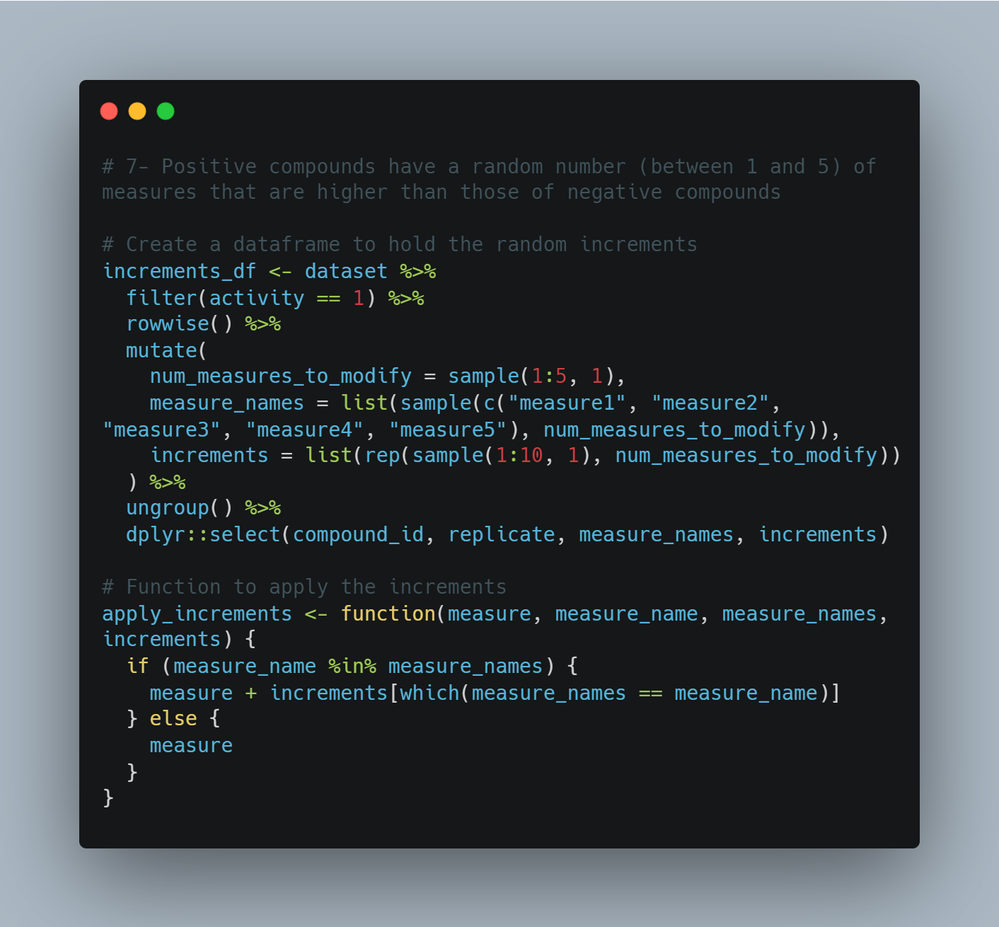 # 7- Positive compounds have a random number (between 1 and 5) of
measures that are higher than those of negative compounds

# Create a dataframe to hold the random increments
increments_df <- dataset %>%
  filter(activity == 1) %>%
  rowwise() %>%
  mutate(
    num_measures_to_modify = sample(1:5, 1),
    measure_names = list(sample(c("measure1", "measure2",
"measure3", "measure4", "measure5"), num_measures_to_modify)),
    increments = list(rep(sample(1:10, 1), num_measures_to_modify))
  ) %>%
  ungroup() %>%
  dplyr::select(compound_id, replicate, measure_names, increments)

# Function to apply the increments
apply_increments <- function(measure, measure_name, measure_names,
increments) {
  if (measure_name %in% measure_names) {
    measure + increments[which(measure_names == measure_name)]
  } else {
    measure
  }
}